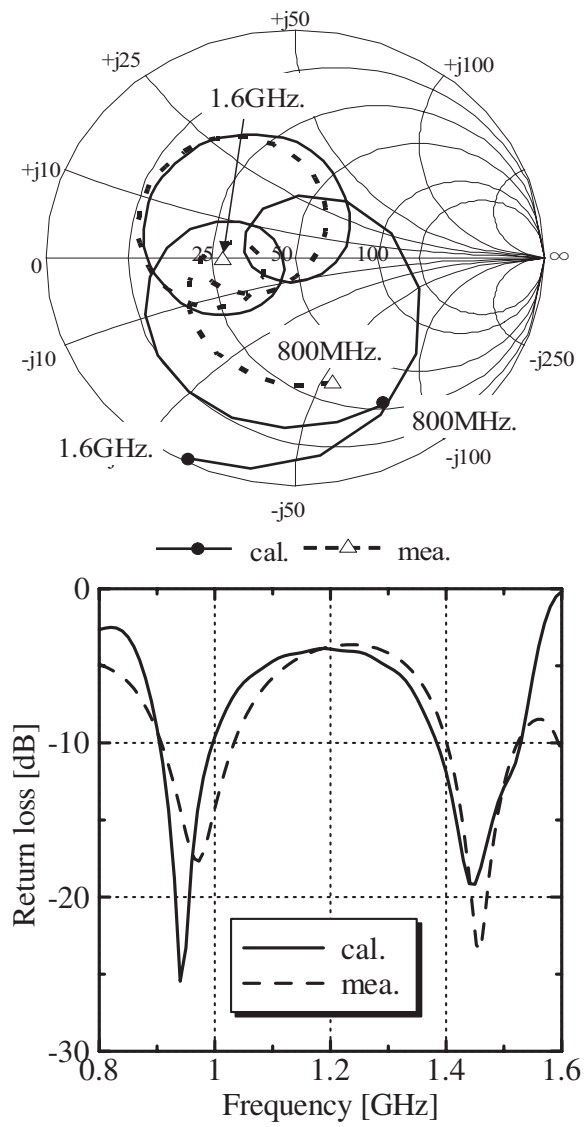 +j50
+j25
+j100
1.6GHz.
+j10
0
25
50
100
∞
-j10
800MHz.
-j250
800MHz.
1.6GHz.
-j100
-j50
cal.
mea.
0
-10
-20
-30
Return loss [dB]
cal.
mea.
0.8
1
1.2
1.4
1.6
Frequency [GHz]